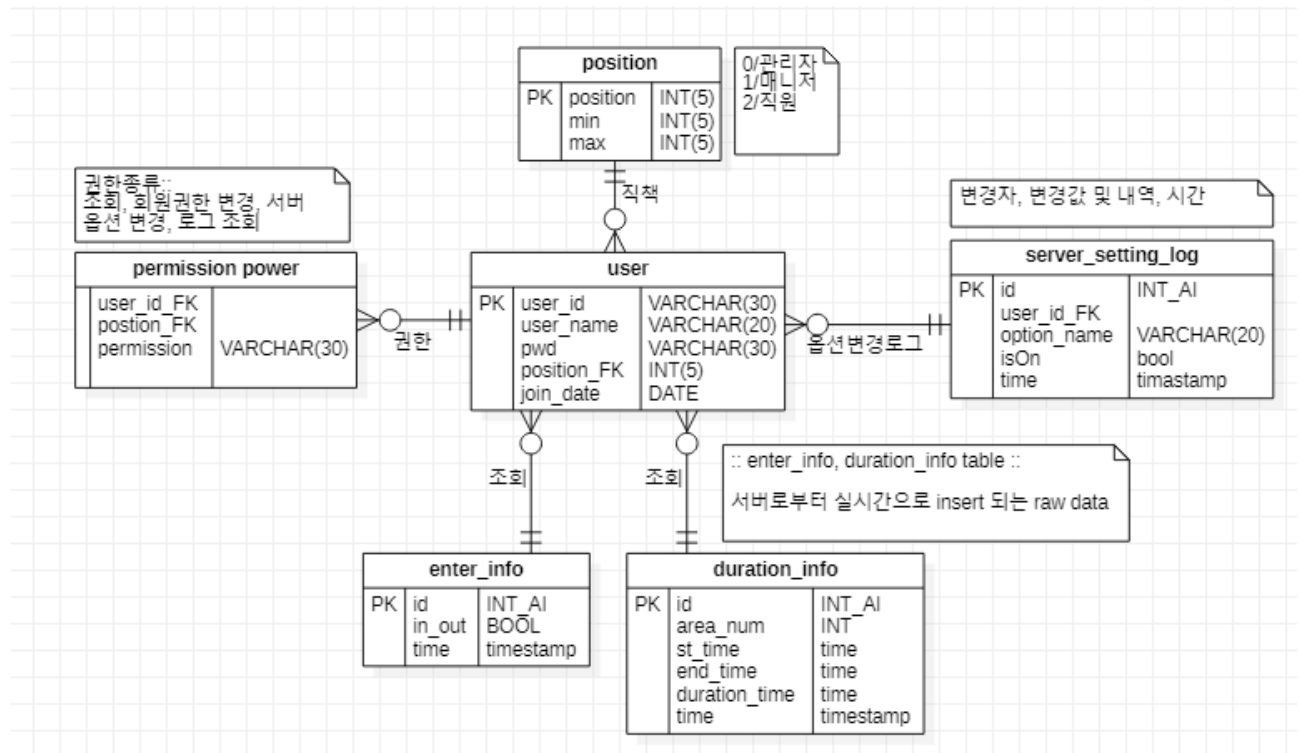 position
PK position INT(5)
min INT(5)
max INT(5)
0/관리자
1/매니저
2/직원
직책
권한종류::
조회, 회원권한 변경, 서버
옵션 변경, 로그 조회
변경자, 변경값 및 내역, 시간
permission power
user_id_FK
postion_FK
permission VARCHAR(30)
권한
user
PK user_id VARCHAR(30)
user_name VARCHAR(20)
pwd VARCHAR(30)
position_FK INT(5)
join_date DATE
옵션변경로그
server_setting_log
PK id INT_AI
user_id_FK
option_name VARCHAR(20)
isOn bool
time timastamp
조회
조회
:: enter_info, duration_info table ::
서버로부터 실시간으로 insert 되는 raw data
enter_info
PK id INT_AI
in_out BOOL
time timestamp
duration_info
PK id INT_AI
area_num INT
st_time time
end_time time
duration_time time
time timestamp